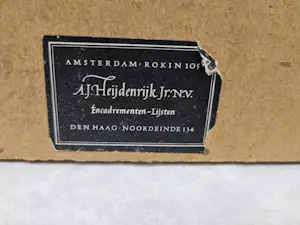 AMSTERDAM · ROKIN 105
A.J. Heijdenrijk Jr. N.V.
Encadrementen-Lijsten
DEN HAAG · NOORDEINDE 134